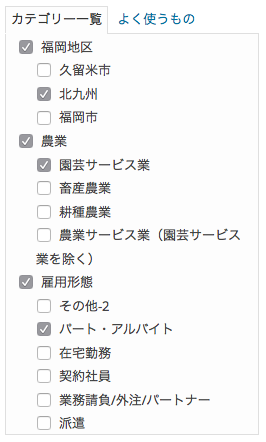 カテゴリー一覧 よく使うもの
福岡地区
久留米市
北九州
福岡市
農業
園芸サービス業
畜産農業
耕種農業
農業サービス業（園芸サービス
業を除く）
雇用形態
その他-2
パート・アルバイト
在宅勤務
契約社員
業務請負/外注/パートナー
派遣